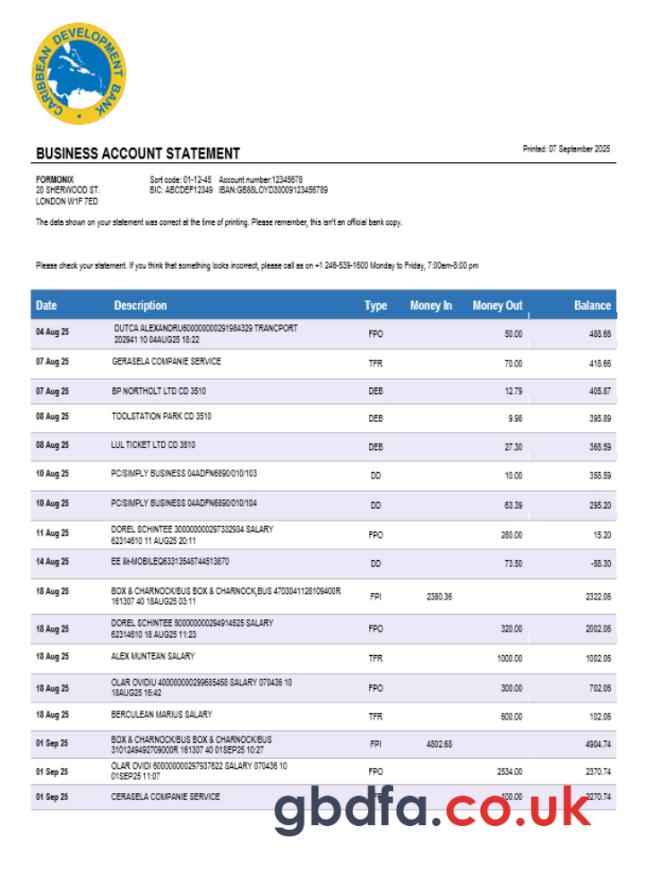 CARIBBEAN DEVELOPMENT BANK
BUSINESS ACCOUNT STATEMENT
Printed: 07 September 2025
FORMONIX Sort code: 01-12-45 Account number:12345678
20 SHERWOOD ST. BIC: ABCDEF12349 IBAN:GB88LOYD30009123456789
LONDON W1F 7ED
The data shown on your statement was correct at the time of printing. Please remember, this isn't an official bank copy.
Please check your statement. If you think that something looks incorrect, please call as on +1 246-539-1600 Monday to Friday, 7:00am-8:00 pm
Date Description Type Money In Money Out Balance
04 Aug 25 DUTCA ALEXANDRU600000000291984329 TRANCPORT FPO 50.00 488.66
202941 10 04AUG25 18:22
07 Aug 25 GERASELA COMPANIE SERVICE TFR 70.00 418.66
07 Aug 25 BP NORTHOLT LTD CD 3510 DEB 12.79 405.87
08 Aug 25 TOOLSTATION PARK CD 3510 DEB 9.98 395.89
08 Aug 25 LUL TICKET LTD CD 3510 DEB 27.30 368.59
10 Aug 25 PC/SIMPLY BUSINESS 04ADFN6890/010/103 DD 10.00 358.59
10 Aug 25 PC/SIMPLY BUSINESS 04ADFN6890/010/104 DD 63.39 295.20
11 Aug 25 DOREL SCHINTEE 300000000297332934 SALARY FPO 280.00 15.20
62314610 11 AUG25 20:11
14 Aug 25 EE &t-MOBILEQ63313548744513870 DD 73.50 -58.30
18 Aug 25 BOX & CHARNOCK/BUS BOX & CHARNOCK,BUS 4703041128109400R FPI 2380.36 2322.06
161307 40 18AUG25 03:11
18 Aug 25 DOREL SCHINTEE 500000000294914525 SALARY FPO 320.00 2002.06
62314610 18 AUG25 11:23
18 Aug 25 ALEX MUNTEAN SALARY TFR 1000.00 1002.06
18 Aug 25 OLAR OVIDIU 400000000299685458 SALARY 070436 10 FPO 300.00 702.06
18AUG25 16:42
18 Aug 25 BERCULEAN MARIUS SALARY TFR 600.00 102.06
01 Sep 25 BOX & CHARNOCK/BUS BOX & CHARNOCK/BUS FPI 4802.68 4904.74
3101249492709000R 161307 40 01SEP25 10:27
01 Sep 25 OLAR OVIDI 600000000297937622 SALARY 070436 10 FPO 2534.00 2370.74
01SEP25 11:07
01 Sep 25 CERASELA COMPANIE SERVICE 100.00 2270.74
gbdfa.co.uk